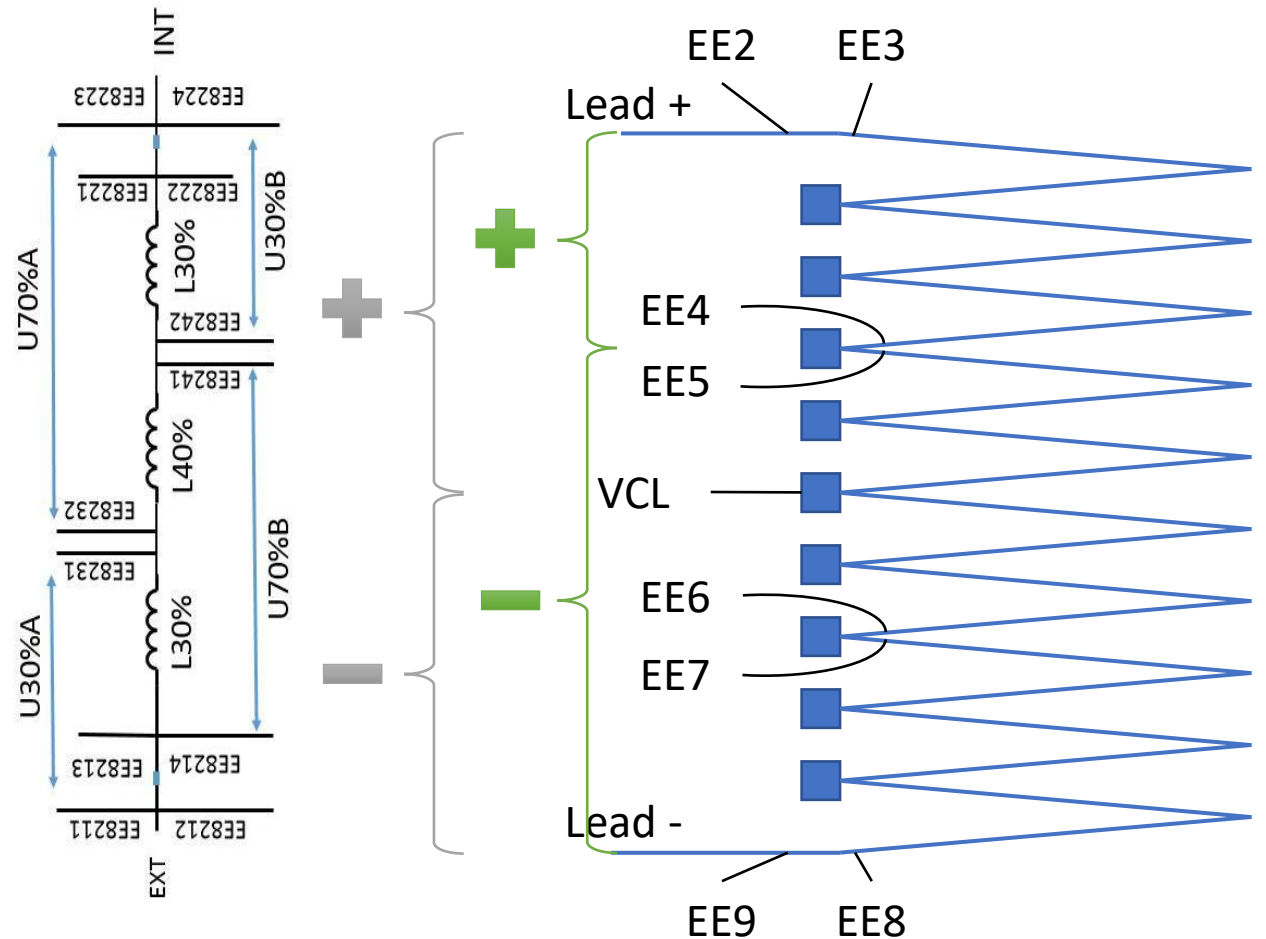 INT
EE8223
EE8224
EE8221
EE8222
U70%A
L30%
U30%B
EE8242
EE8241
L40%
EE8232
EE8231
U70%B
U30%A
L30%
EE8213
EE8214
EE8211
EE8212
EXT
EE2
EE3
Lead +
EE4
EE5
VCL
EE6
EE7
Lead -
EE9
EE8